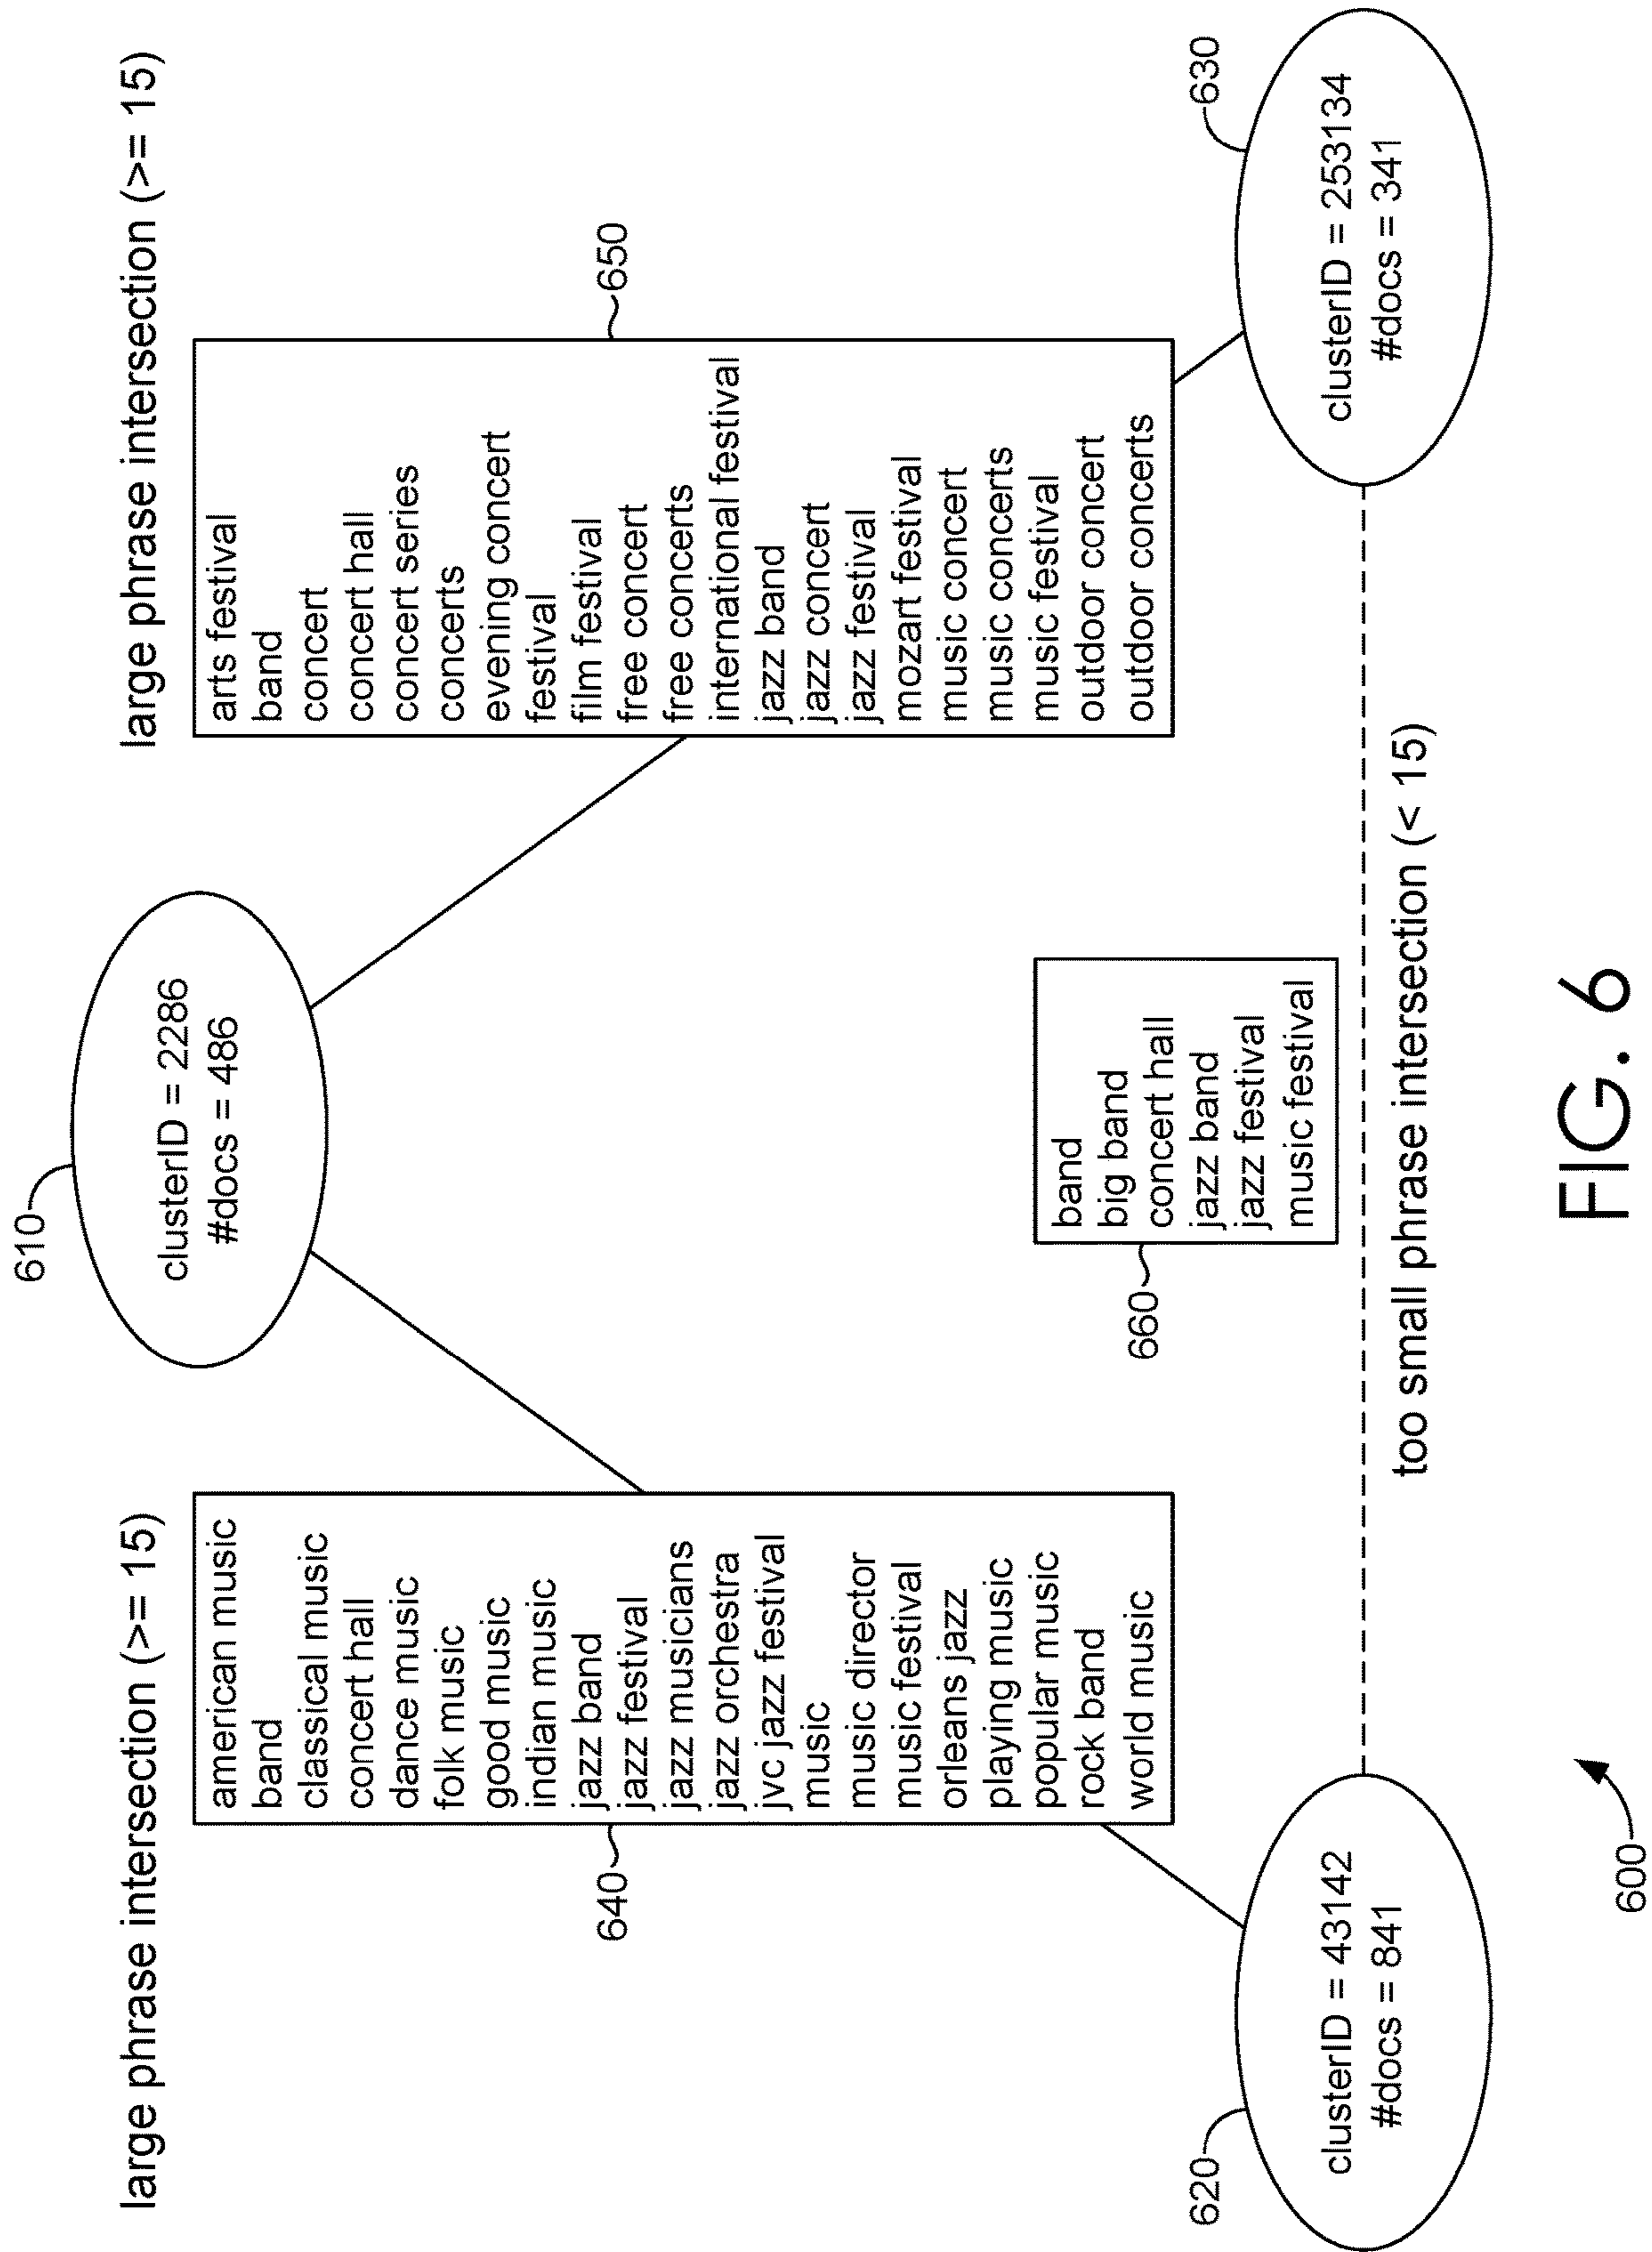 large phrase intersection (>= 15)
large phrase intersection (>= 15)
610
clusterID = 2286
#docs = 486
640
american music
band
classical music
concert hall
dance music
folk music
good music
indian music
jazz band
jazz festival
jazz musicians
jazz orchestra
jvc jazz festival
music
music director
music festival
orleans jazz
playing music
popular music
rock band
world music
650
arts festival
band
concert
concert hall
concert series
concerts
evening concert
festival
film festival
free concert
free concerts
international festival
jazz band
jazz concert
jazz festival
mozart festival
music concert
music concerts
music festival
outdoor concert
outdoor concerts
660
band
big band
concert hall
jazz band
jazz festival
music festival
620
clusterID = 43142
#docs = 841
630
clusterID = 253134
#docs = 341
too small phrase intersection (< 15)
600
FIG. 6